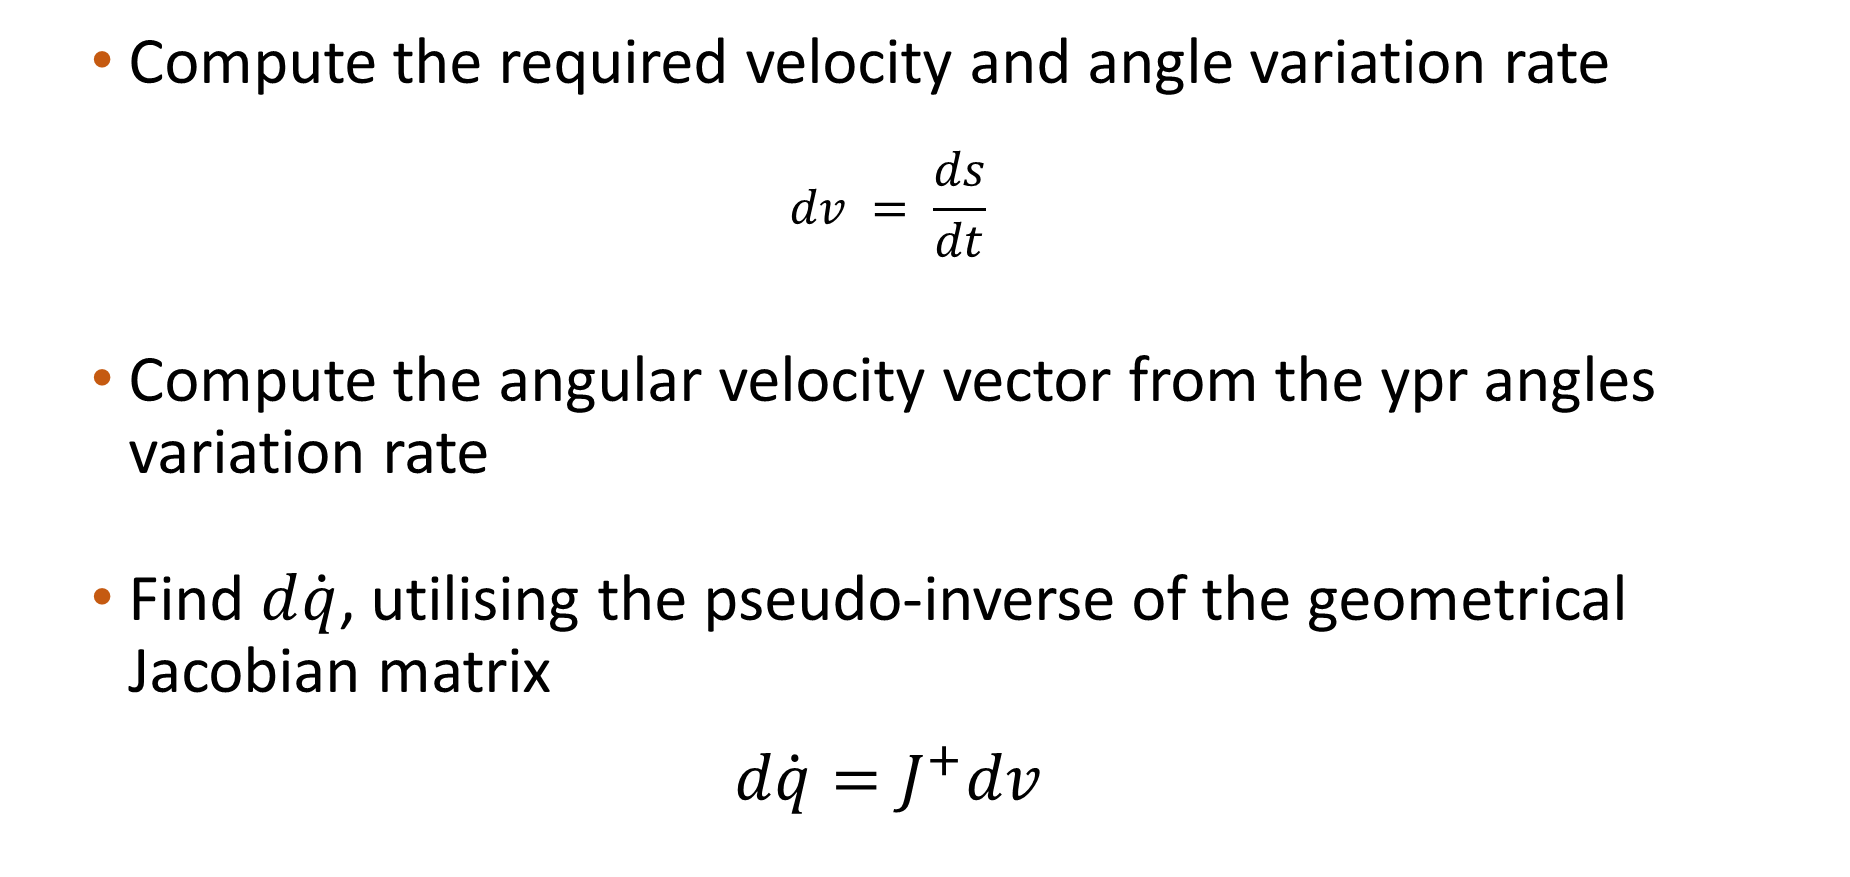 • Compute the required velocity and angle variation rate
dv = ds/dt
• Compute the angular velocity vector from the ypr angles
variation rate
• Find dq̇, utilising the pseudo-inverse of the geometrical
Jacobian matrix
dq̇ = J⁺dv